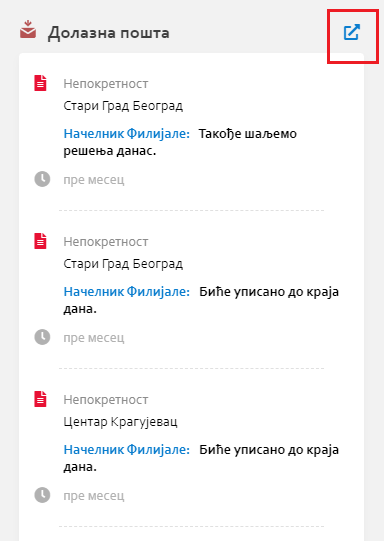 Долазна пошта
Непокретност
Стари Град Београд
Начелник Филијале: Такође шаљемо
решења данас.
пре месец
Непокретност
Стари Град Београд
Начелник Филијале: Биће уписано до краја
дана.
пре месец
Непокретност
Центар Крагујевац
Начелник Филијале: Биће уписано до краја
дана.
пре месец